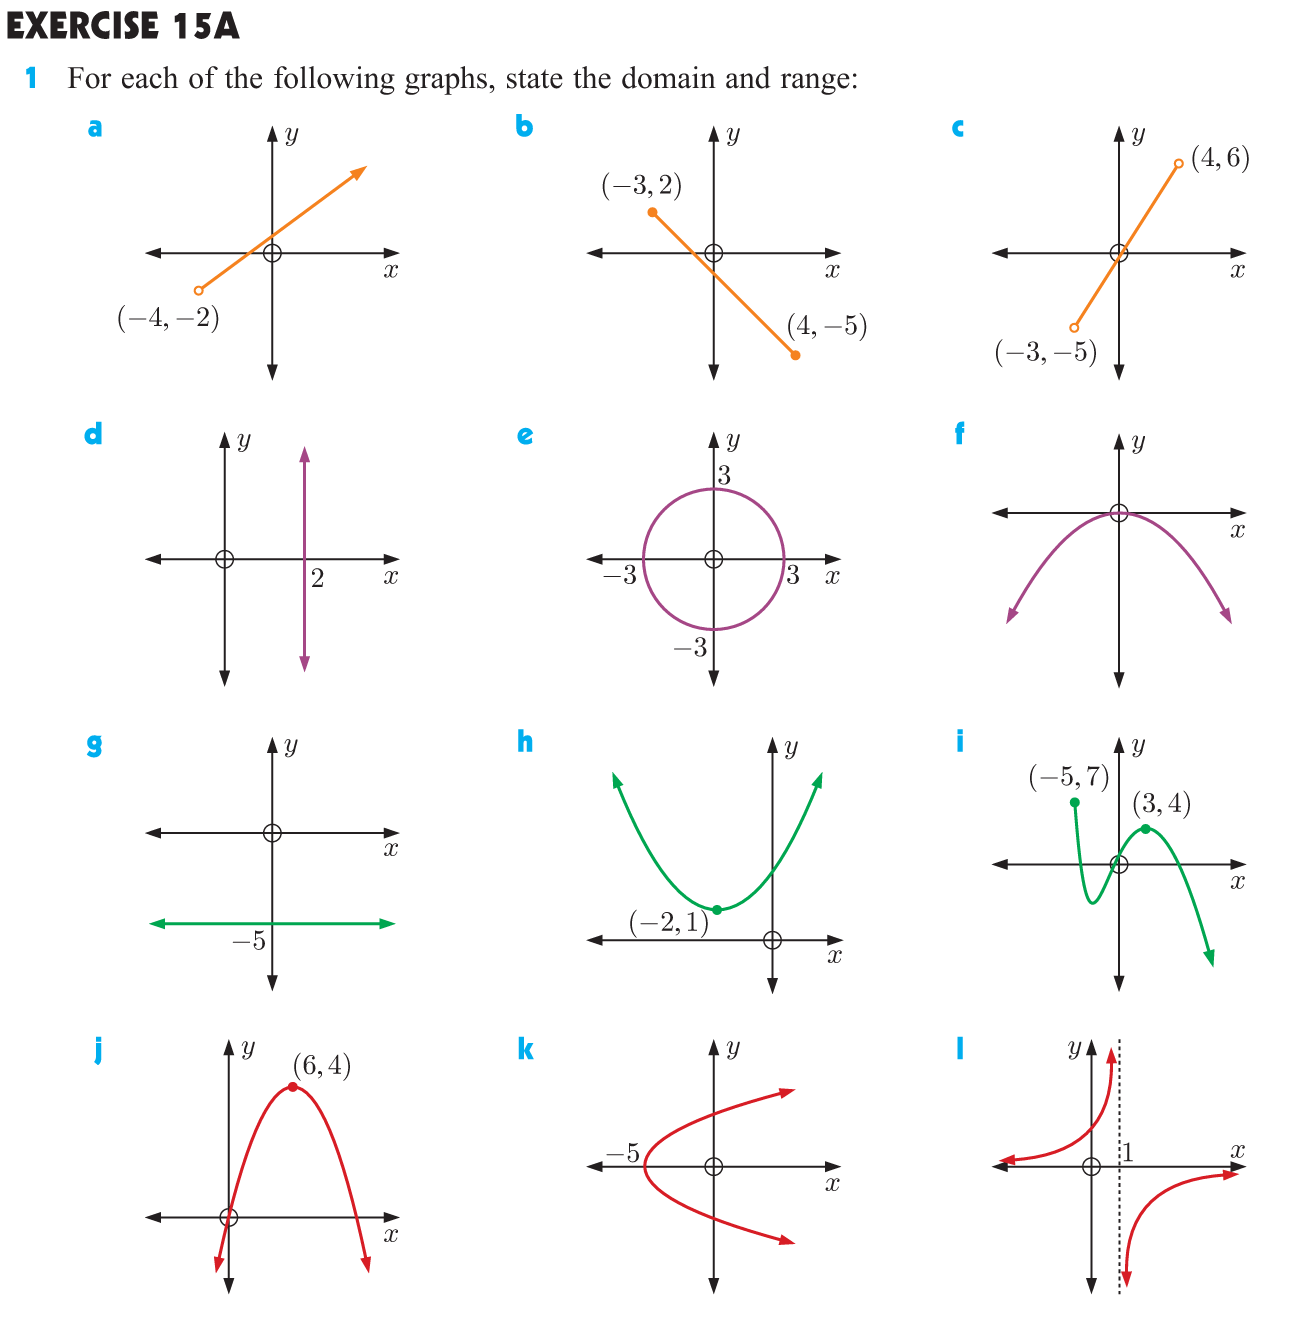 EXERCISE 15A
1 For each of the following graphs, state the domain and range:
a
y
x
(−4, −2)
b
y
(−3, 2)
x
(4, −5)
c
y
(4, 6)
x
(−3, −5)
d
y
2
x
e
y
3
−3
3
x
−3
f
y
x
g
y
x
−5
h
y
(−2, 1)
x
i
y
(−5, 7)
(3, 4)
x
j
y
(6, 4)
x
k
y
−5
x
l
y
1
x